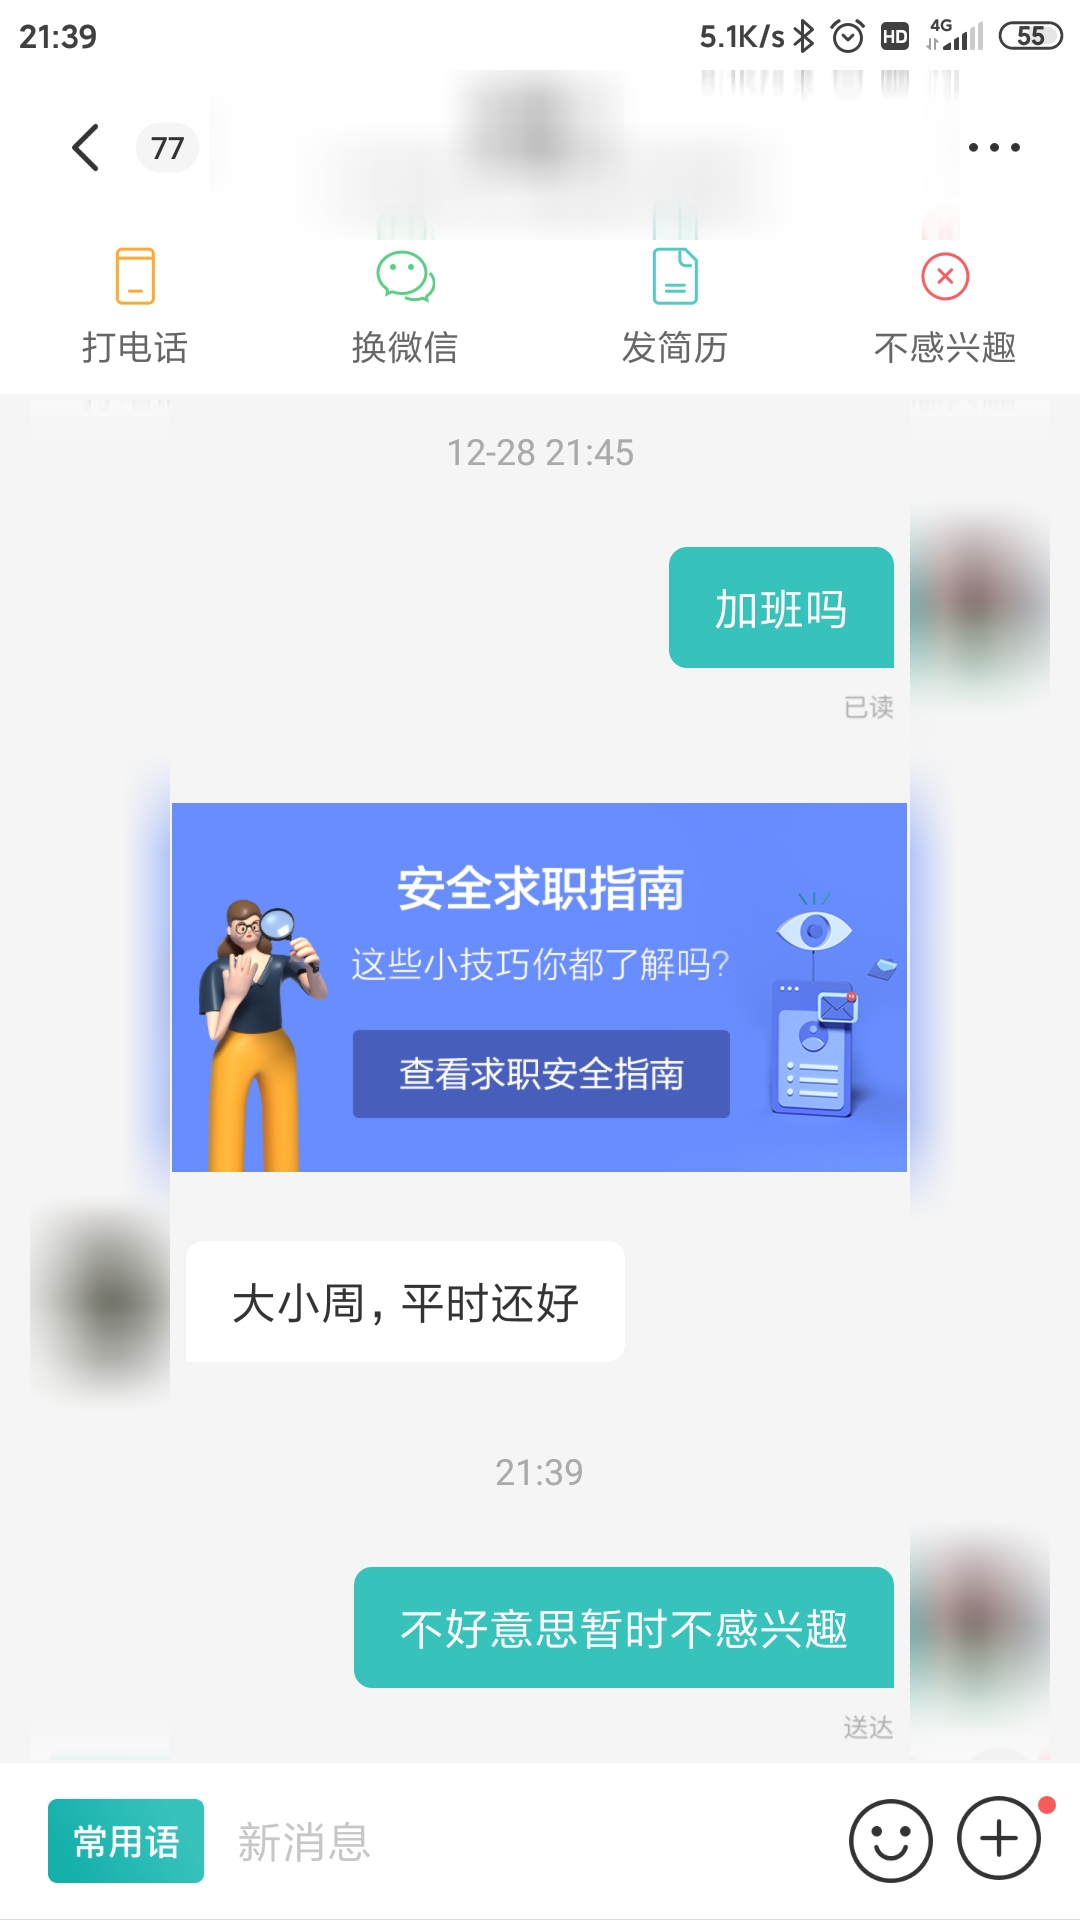 21:39
5.1K/s HD 4G 55
77
打电话
换微信
发简历
不感兴趣
12-28 21:45
加班吗
已读
安全求职指南
这些小技巧你都了解吗?
查看求职安全指南
大小周，平时还好
21:39
不好意思暂时不感兴趣
送达
常用语
新消息